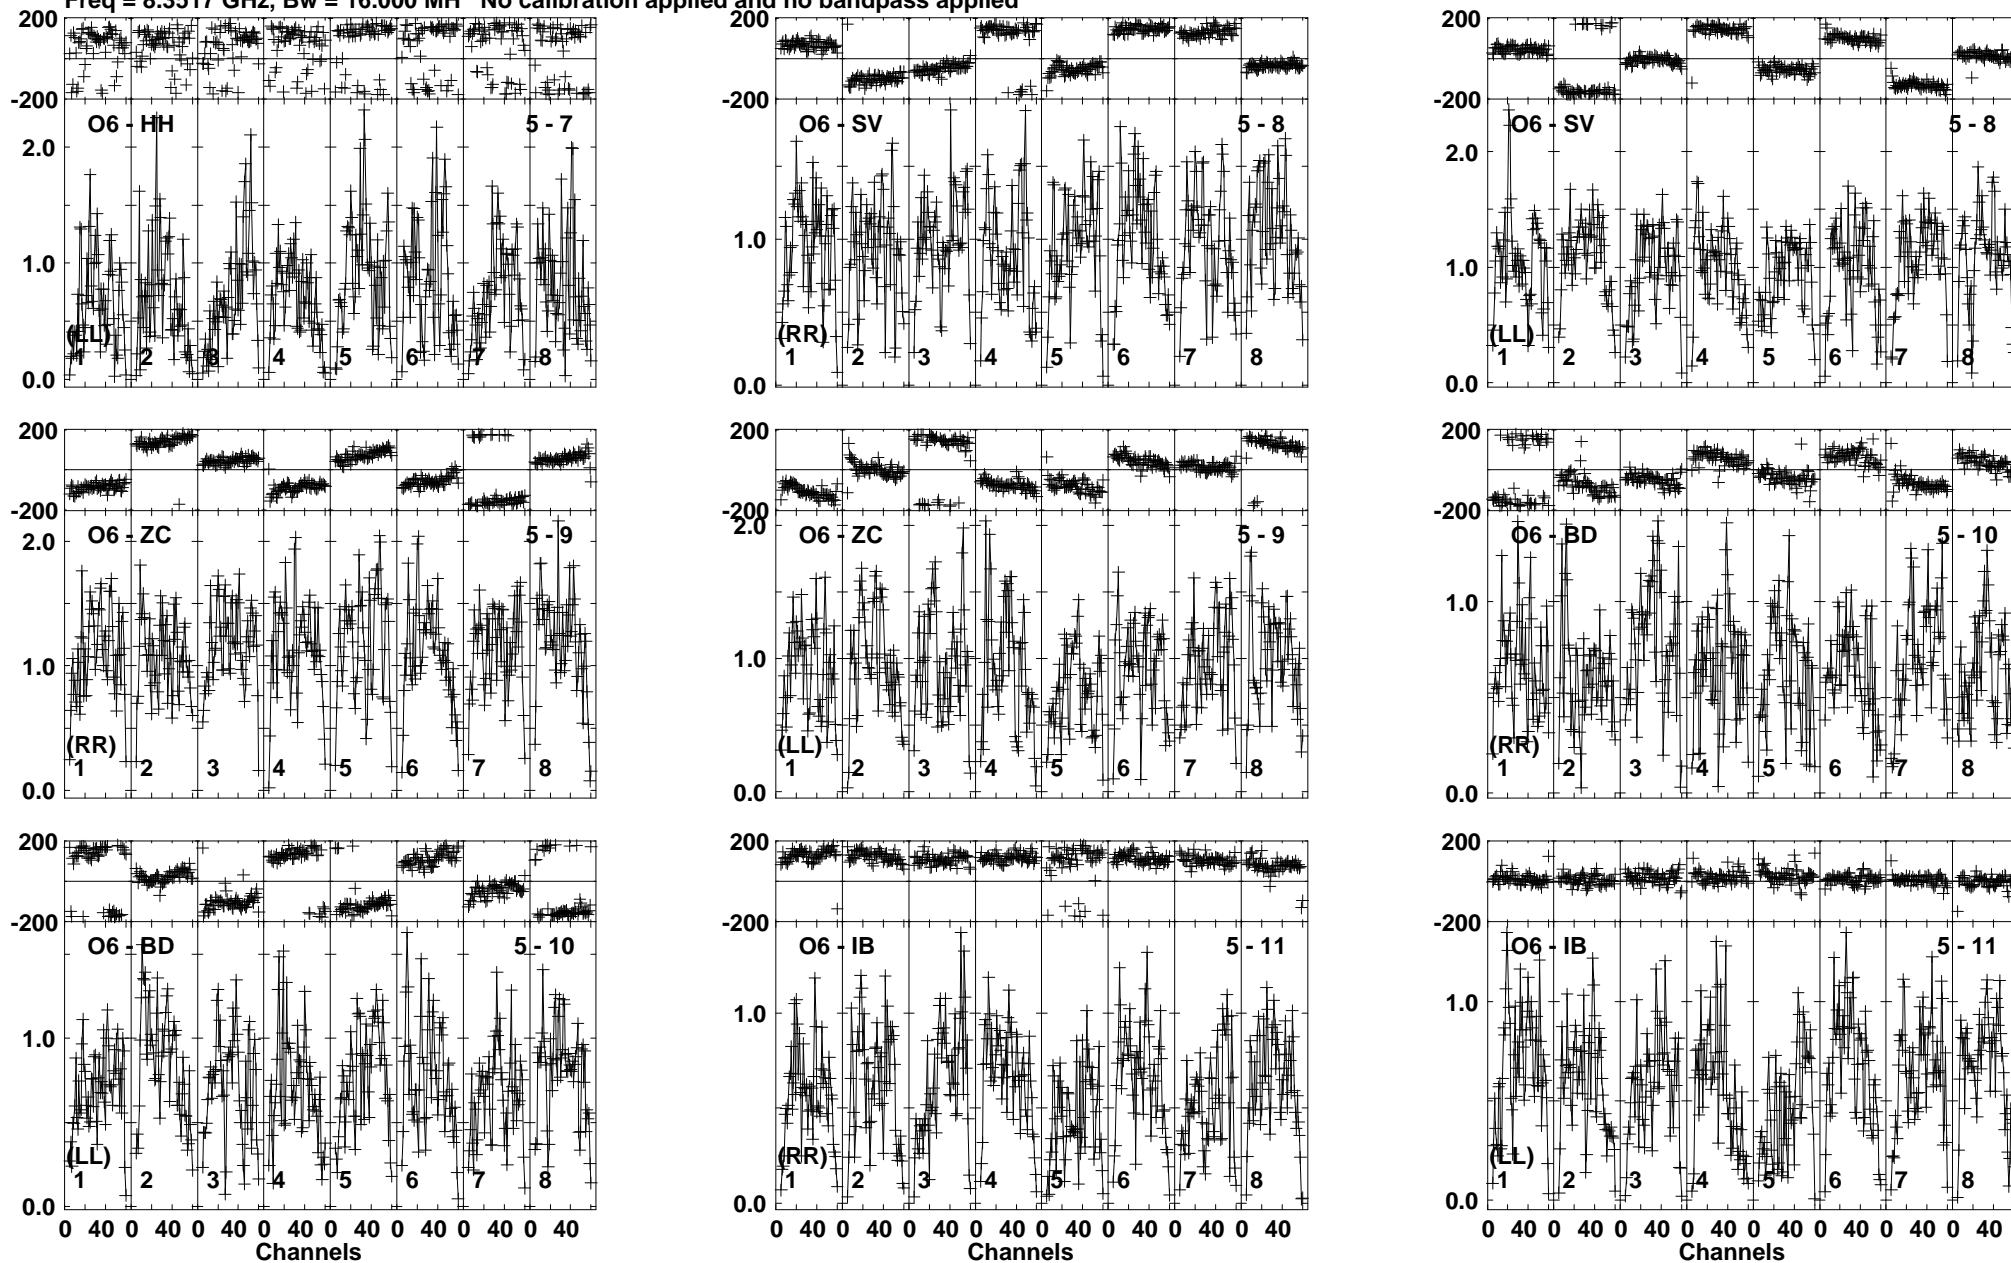 Freq = 8.3517 GHz, Bw = 16.000 MH No calibration applied and no bandpass applied
200 200 200
-200 -200 -200
O6 - HH 5 - 7 O6 - SV 5 - 8 O6 - SV 5 - 8
2.0 2.0
1.0 1.0 1.0
(LL) (RR) (LL)
1 2 3 4 5 6 7 8 1 2 3 4 5 6 7 8 1 2 3 4 5 6 7 8
0.0 0.0 0.0
200 200 200
-200 -200 -200
O6 - ZC 5 - 9 O6 - ZC 5 - 9 O6 - BD 5 - 10
2.0 2.0
1.0 1.0 1.0
(RR) (LL) (RR)
1 2 3 4 5 6 7 8 1 2 3 4 5 6 7 8 1 2 3 4 5 6 7 8
0.0 0.0 0.0
200 200 200
-200 -200 -200
O6 - BD 5 - 10 O6 - IB 5 - 11 O6 - IB 5 - 11
1.0 1.0 1.0
(LL) (RR) (LL)
1 2 3 4 5 6 7 8 1 2 3 4 5 6 7 8 1 2 3 4 5 6 7 8
0.0 0.0 0.0
0 40 0 40 0 40 0 40 0 40 0 40 0 40 0 40 0 40 0 40 0 40 0 40 0 40 0 40 0 40 0 40 0 40 0 40 0 40 0 40 0 40 0 40 0 40 0 40
Channels Channels Channels